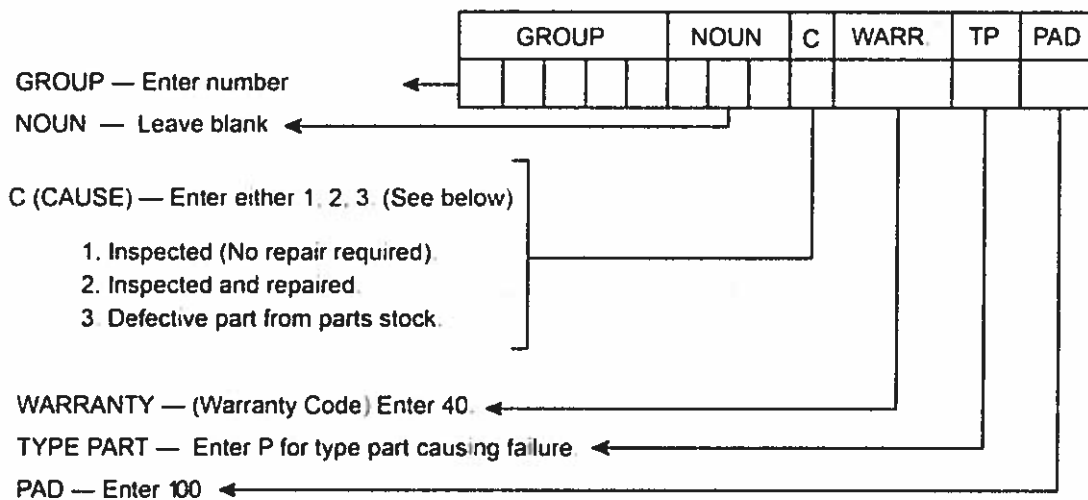 GROUP NOUN C WARR. TP PAD
GROUP — Enter number
NOUN — Leave blank
C (CAUSE) — Enter either 1, 2, 3. (See below)
1. Inspected (No repair required).
2. Inspected and repaired.
3. Defective part from parts stock.
WARRANTY — (Warranty Code) Enter 40.
TYPE PART — Enter P for type part causing failure.
PAD — Enter 100